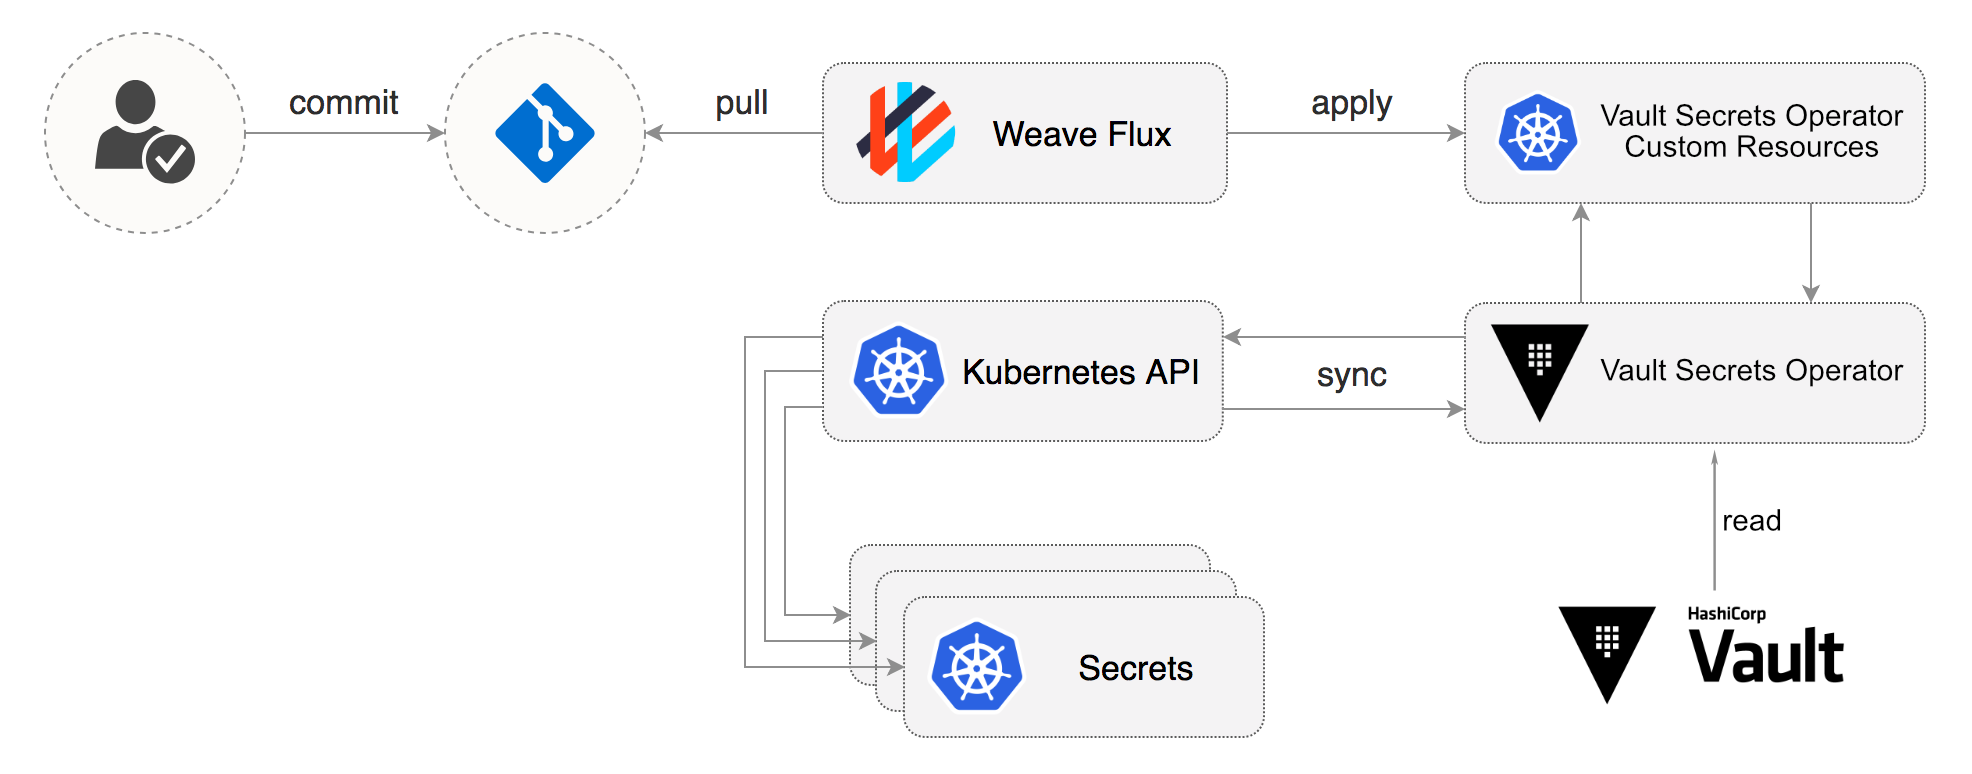 commit
pull
Weave Flux
apply
Vault Secrets Operator
Custom Resources
Kubernetes API
sync
Vault Secrets Operator
read
Secrets
HashiCorp
Vault